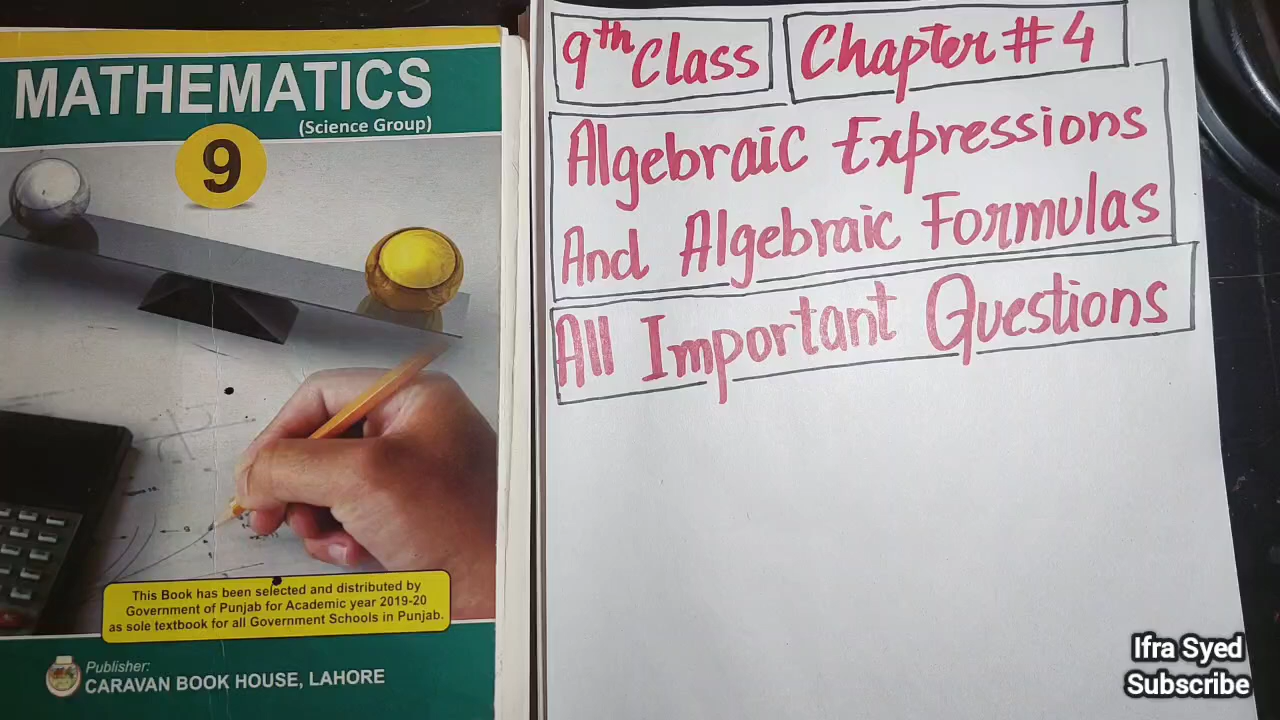 MATHEMATICS
(Science Group)
9
This Book has been selected and distributed by
Government of Punjab for Academic year 2019-20
as sole textbook for all Government Schools in Punjab.
Publisher:
CARAVAN BOOK HOUSE, LAHORE
9th Class
Chapter # 4
Algebraic Expressions
And Algebraic Formulas
All Important Questions
Ifra Syed
Subscribe